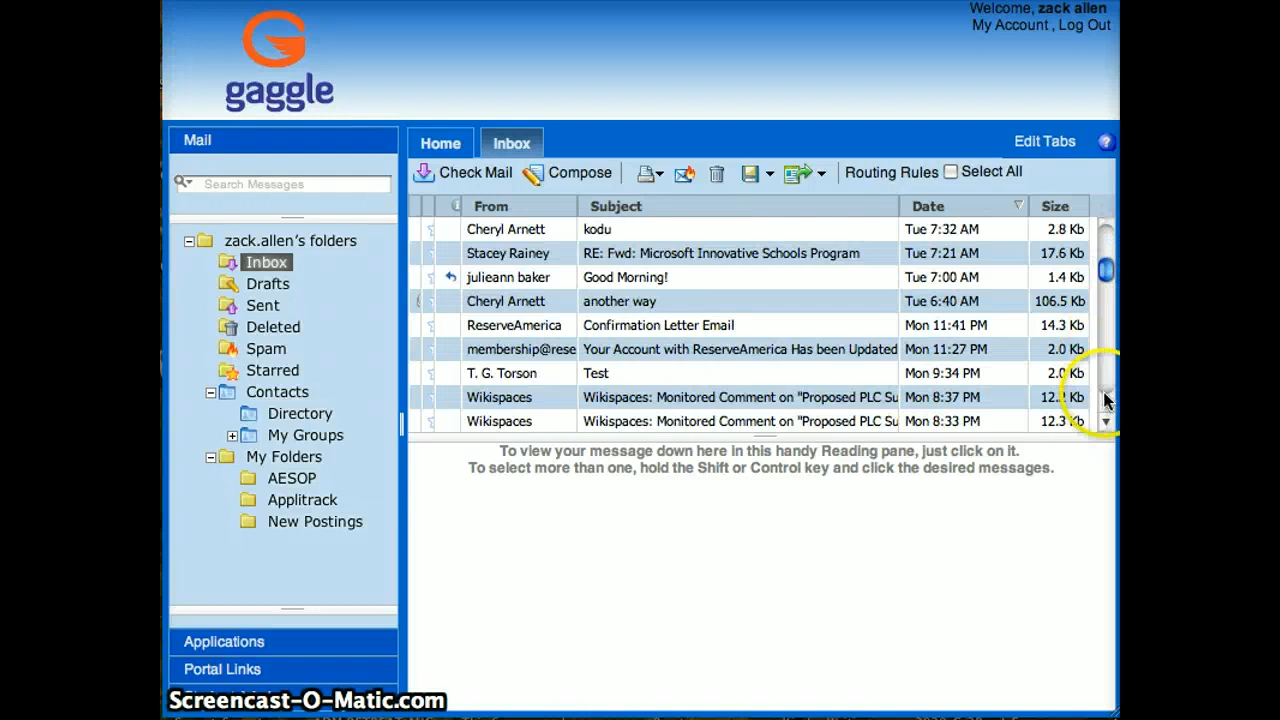 Welcome, zack allen
My Account , Log Out
gaggle
Mail
Home
Inbox
Edit Tabs
?
Check Mail
Compose
Routing Rules
Select All
Search Messages
From Subject Date Size
Cheryl Arnett kodu Tue 7:32 AM 2.8 Kb
Stacey Rainey RE: Fwd: Microsoft Innovative Schools Program Tue 7:21 AM 17.6 Kb
julieann baker Good Morning! Tue 7:00 AM 1.4 Kb
Cheryl Arnett another way Tue 6:40 AM 106.5 Kb
ReserveAmerica Confirmation Letter Email Mon 11:41 PM 14.3 Kb
membership@rese Your Account with ReserveAmerica Has been Updated Mon 11:27 PM 2.0 Kb
T. G. Torson Test Mon 9:34 PM 2.0 Kb
Wikispaces Wikispaces: Monitored Comment on "Proposed PLC Su Mon 8:37 PM Kb
Wikispaces Wikispaces: Monitored Comment on "Proposed PLC Su Mon 8:33 PM 12.3 Kb
To view your message down here in this handy Reading pane, just click on it.
To select more than one, hold the Shift or Control key and click the desired messages.
zack.allen's folders
Inbox
Drafts
Sent
Deleted
Spam
Starred
Contacts
Directory
My Groups
My Folders
AESOP
Applitrack
New Postings
Applications
Portal Links
Screencast-O-Matic.com